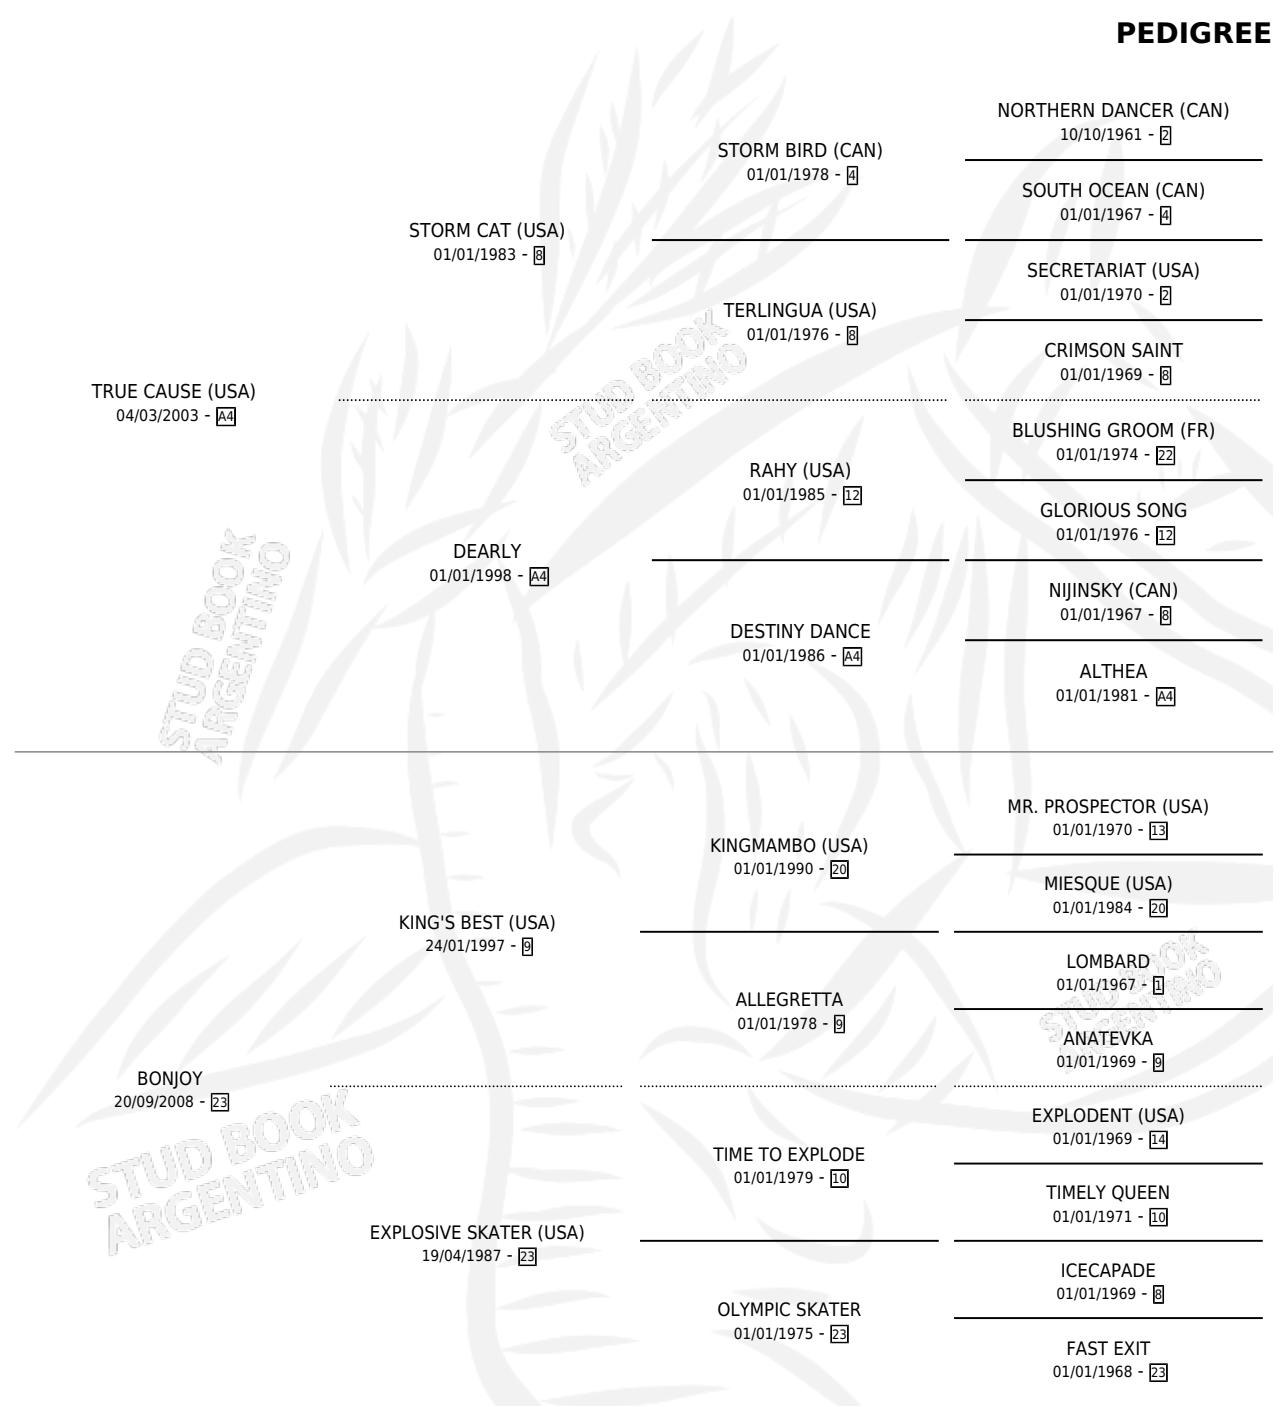 PEDIGREE
NORTHERN DANCER (CAN)
10/10/1961 - 2
STORM BIRD (CAN)
01/01/1978 - 4
SOUTH OCEAN (CAN)
01/01/1967 - 4
STORM CAT (USA)
01/01/1983 - 8
SECRETARIAT (USA)
01/01/1970 - 2
TERLINGUA (USA)
01/01/1976 - 8
CRIMSON SAINT
01/01/1969 - 8
TRUE CAUSE (USA)
04/03/2003 - A4
BLUSHING GROOM (FR)
01/01/1974 - 22
RAHY (USA)
01/01/1985 - 12
GLORIOUS SONG
01/01/1976 - 12
DEARLY
01/01/1998 - A4
NIJINSKY (CAN)
01/01/1967 - 8
DESTINY DANCE
01/01/1986 - A4
ALTHEA
01/01/1981 - A4
MR. PROSPECTOR (USA)
01/01/1970 - 13
KINGMAMBO (USA)
01/01/1990 - 20
MIESQUE (USA)
01/01/1984 - 20
KING'S BEST (USA)
24/01/1997 - 9
LOMBARD
01/01/1967 - 1
ALLEGRETTA
01/01/1978 - 9
ANATEVKA
01/01/1969 - 9
BONJOY
20/09/2008 - 23
EXPLODENT (USA)
01/01/1969 - 14
TIME TO EXPLODE
01/01/1979 - 10
TIMELY QUEEN
01/01/1971 - 10
EXPLOSIVE SKATER (USA)
19/04/1987 - 23
ICECAPADE
01/01/1969 - 8
OLYMPIC SKATER
01/01/1975 - 23
FAST EXIT
01/01/1968 - 23
STUD BOOK
ARGENTINO
STUD BOOK
ARGENTINO
STUD BOOK
ARGENTINO
STUD BOOK
ARGENTINO